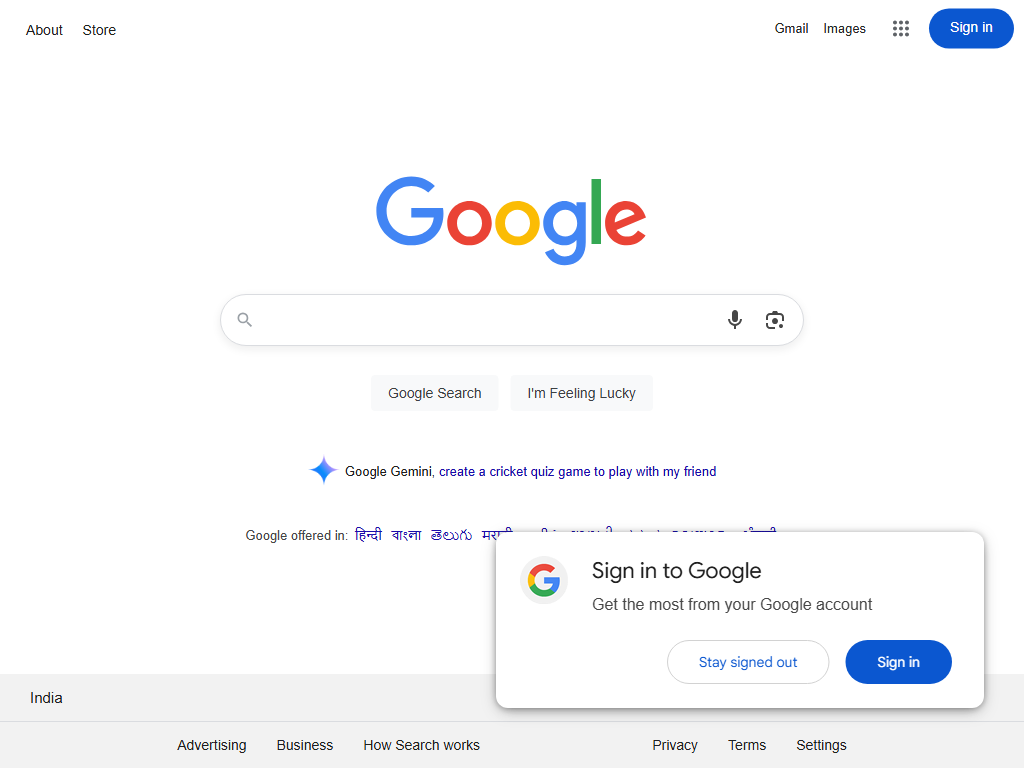 About Store
Gmail Images Sign in
Google
Google Search I'm Feeling Lucky
Google Gemini, create a cricket quiz game to play with my friend
Google offered in: हिन्दी বাংলা తెలుగు मराठी
Sign in to Google
Get the most from your Google account
Stay signed out Sign in
India
Advertising Business How Search works Privacy Terms Settings